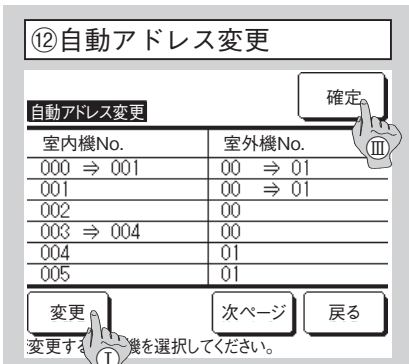 ⑫自動アドレス変更
確定
自動アドレス変更
Ⅲ
室内機No. 室外機No.
000 ⇒ 001 00 ⇒ 01
001 00 ⇒ 01
002 00
003 ⇒ 004 00
004 01
005 01
変更 次ページ 戻る
変更す 機を選択してください。
Ⅰ